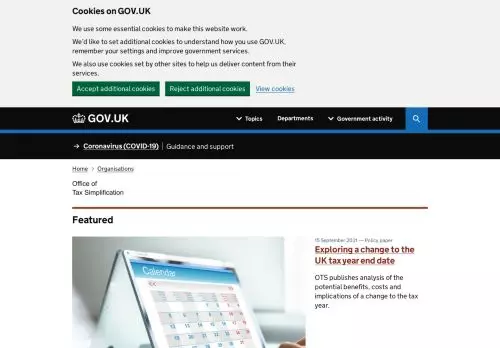 Cookies on GOV.UK
We use some essential cookies to make this website work.
We'd like to set additional cookies to understand how you use GOV.UK,
remember your settings and improve government services.
We also use cookies set by other sites to help us deliver content from their
services.
Accept additional cookies Reject additional cookies View cookies
GOV.UK Topics Departments Government activity
→ Coronavirus (COVID-19) Guidance and support
Home > Organisations
Office of
Tax Simplification
Featured
15 September 2021 — Policy paper
Exploring a change to the
UK tax year end date
OTS publishes analysis of the
potential benefits, costs and
implications of a change to the tax
year.
Calendar